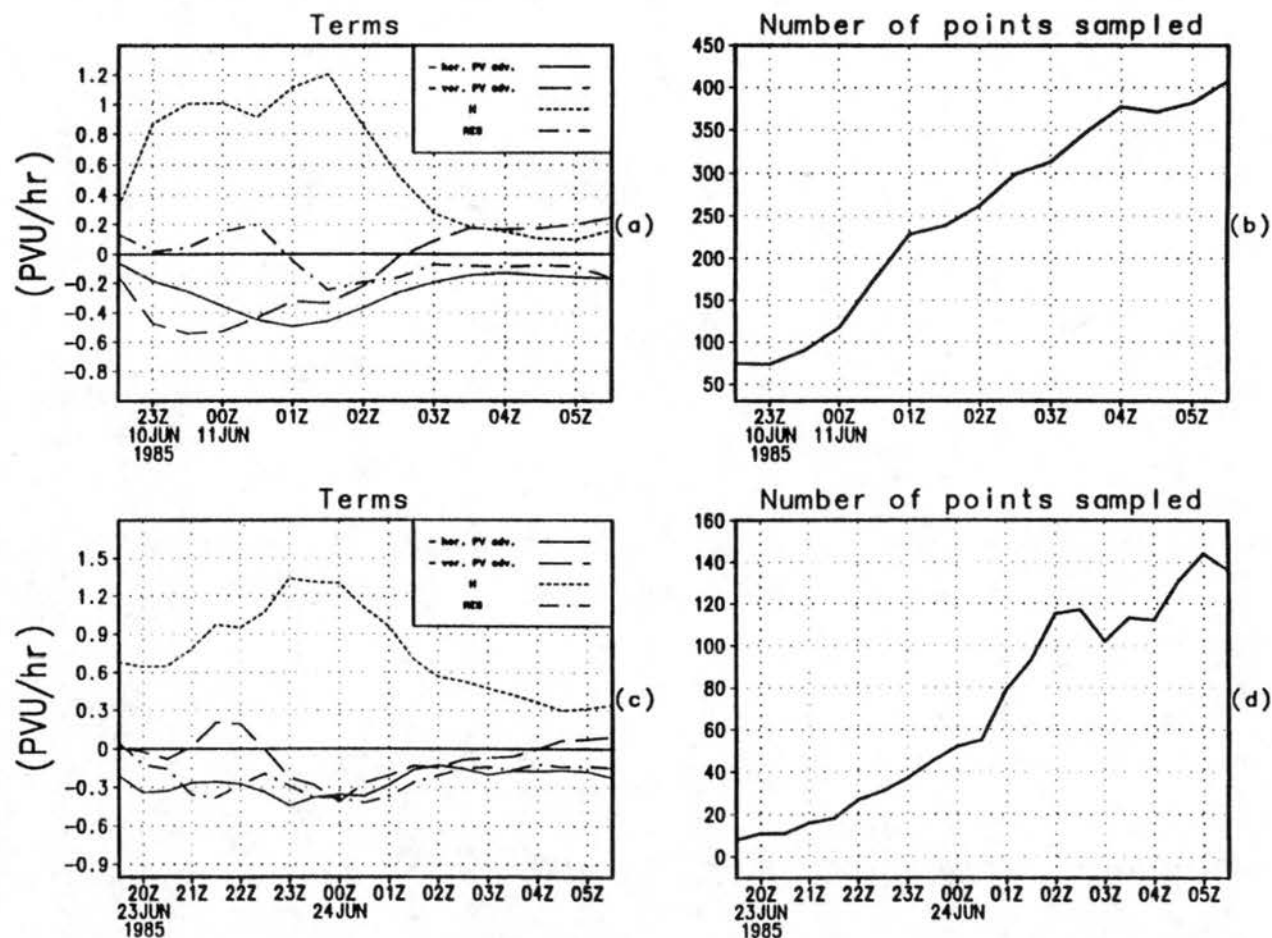 Terms
(PVU/hr)
1.2
1
0.8
0.6
0.4
0.2
0
-0.2
-0.4
-0.6
-0.8
hor. PV adv.
ver. PV adv.
H
RES
23Z 00Z 01Z 02Z 03Z 04Z 05Z
10JUN 11JUN
1985
(a)
Number of points sampled
450
400
350
300
250
200
150
100
50
23Z 00Z 01Z 02Z 03Z 04Z 05Z
10JUN 11JUN
1985
(b)
Terms
(PVU/hr)
1.5
1.2
0.9
0.6
0.3
0
-0.3
-0.6
-0.9
hor. PV adv.
ver. PV adv.
H
RES
20Z 21Z 22Z 23Z 00Z 01Z 02Z 03Z 04Z 05Z
23JUN 24JUN
1985
(c)
Number of points sampled
160
140
120
100
80
60
40
20
0
20Z 21Z 22Z 23Z 00Z 01Z 02Z 03Z 04Z 05Z
23JUN 24JUN
1985
(d)